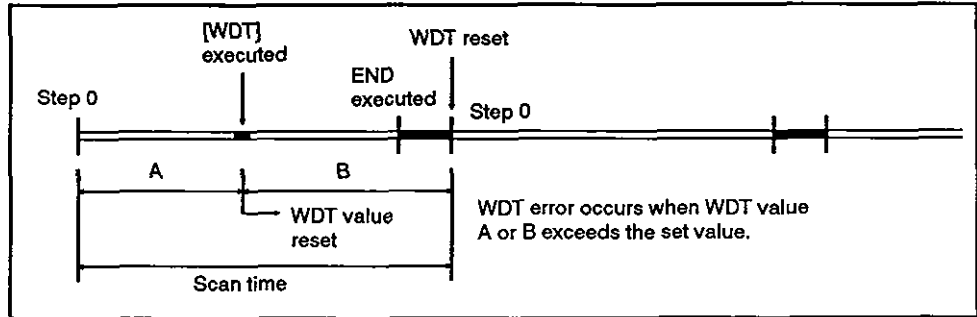 [WDT]
executed
WDT reset
END
executed
Step 0
Step 0
A
B
WDT value
reset
WDT error occurs when WDT value
A or B exceeds the set value.
Scan time